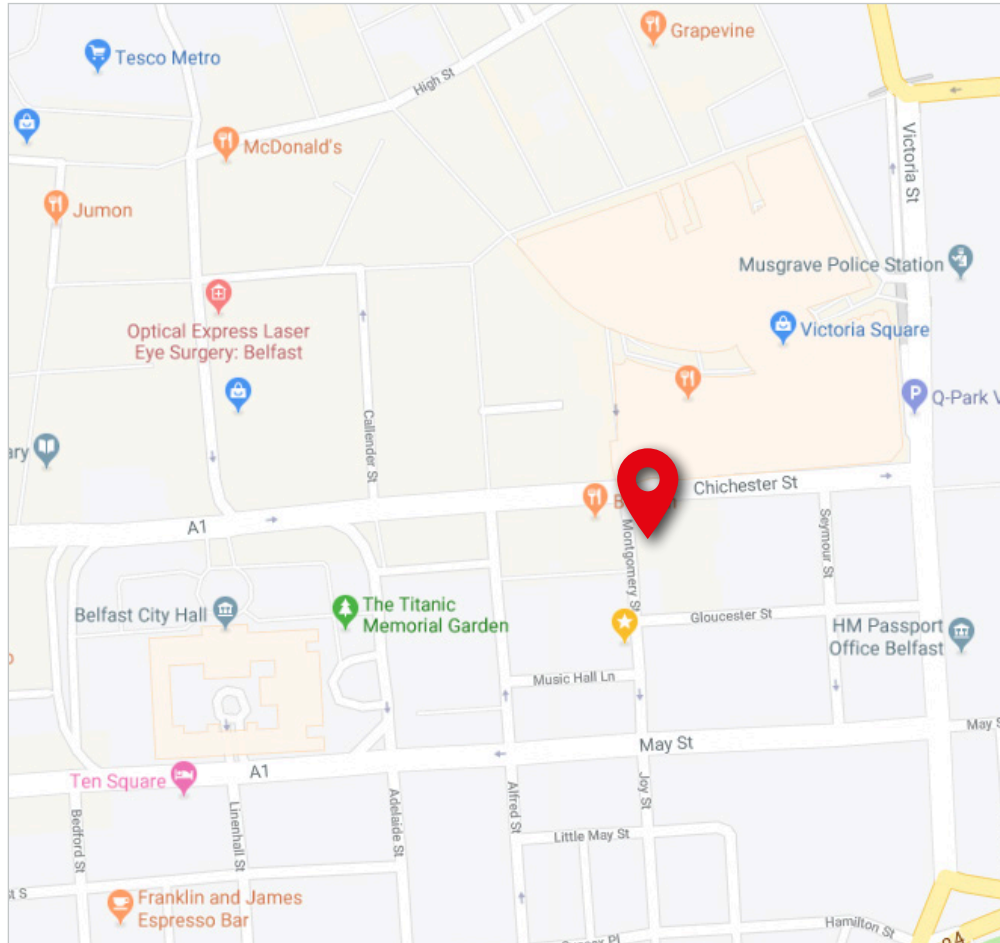 Grapevine
Tesco Metro
High St
McDonald's
Victoria St
Jumon
Musgrave Police Station
Optical Express Laser
Eye Surgery: Belfast
Victoria Square
Q-Park V
Callender St
ary
Chichester St
A1
Montgomery St
Seymour St
Belfast City Hall
The Titanic
Memorial Garden
Gloucester St
HM Passport
Office Belfast
Music Hall Ln
May St
May S
A1
Ten Square
Bedford St
Linenhall St
Adelaide St
Alfred St
Joy St
Little May St
t S
Franklin and James
Espresso Bar
Hamilton St